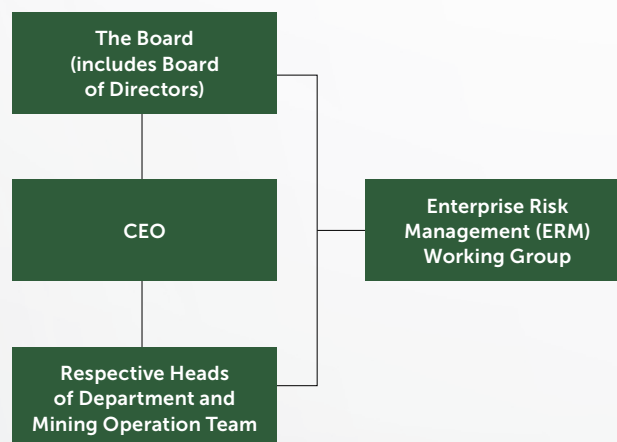 The Board
(includes Board
of Directors)
CEO
Enterprise Risk
Management (ERM)
Working Group
Respective Heads
of Department and
Mining Operation Team